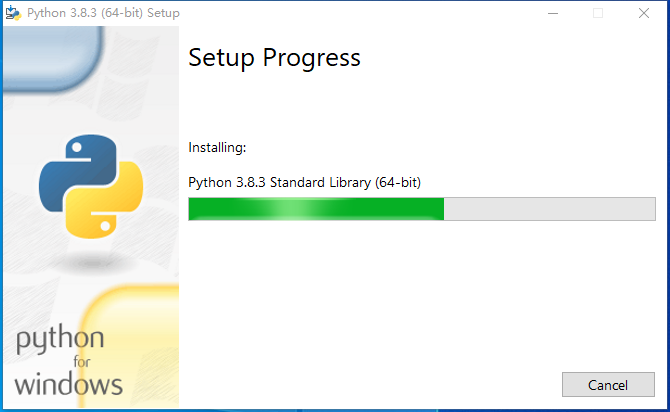 Python 3.8.3 (64-bit) Setup
Setup Progress
Installing:
Python 3.8.3 Standard Library (64-bit)
python
for
windows
Cancel